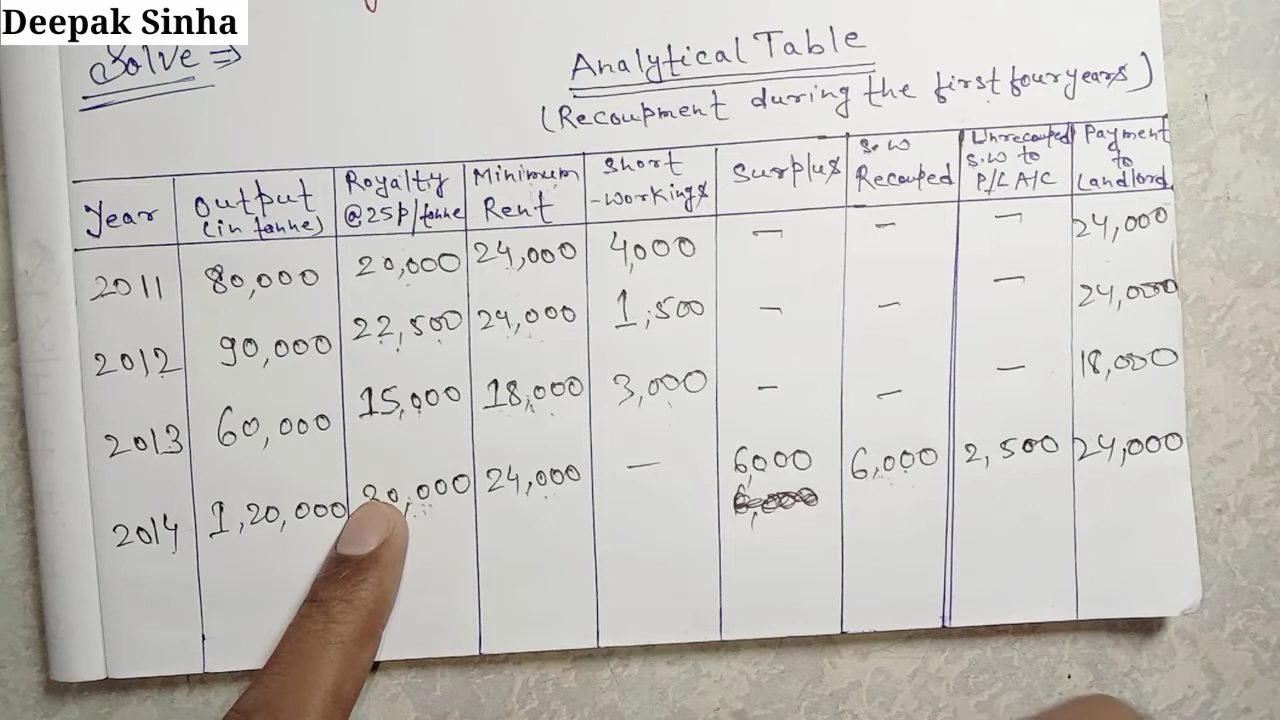 Deepak Sinha
Solve ⇒
Analytical Table
(Recoupment during the first four years)
Year | Output (in tonne) | Royalty @25p/tonne | Minimum Rent | Short -workings | Surplus | S.W Recouped | Unrecouped S.W to P/L A/C | Payment to Landlord
2011 | 80,000 | 20,000 | 24,000 | 4,000 | — | — | — | 24,000
2012 | 90,000 | 22,500 | 24,000 | 1,500 | — | — | — | 24,000
2013 | 60,000 | 15,000 | 18,000 | 3,000 | — | — | — | 18,000
2014 | 1,20,000 | 30,000 | 24,000 | — | 6000 | 6,000 | 2,500 | 24,000